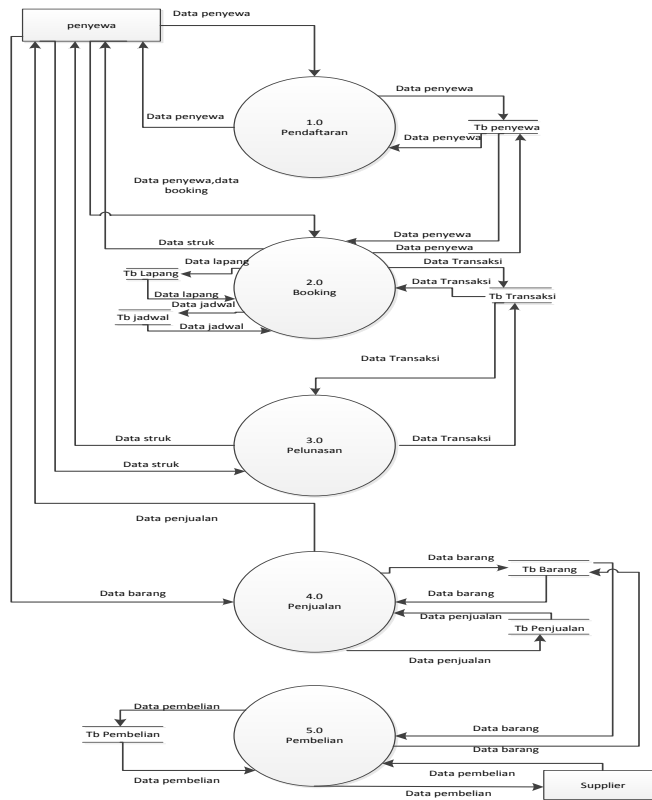 Data penyewa
penyewa
Data penyewa
1.0
Pendaftaran
Data penyewa
Tb penyewa
Data penyewa
Data penyewa,data
booking
Data penyewa
Data struk
Data penyewa
Data lapang
Data Transaksi
Tb Lapang
2.0
Booking
Data Transaksi
Data lapang
Tb Transaksi
Data jadwal
Tb jadwal
Data jadwal
Data Transaksi
3.0
Pelunasan
Data struk
Data Transaksi
Data struk
Data penjualan
Data barang
Tb Barang
4.0
Penjualan
Data barang
Data barang
Data penjualan
Tb Penjualan
Data penjualan
Data pembelian
Tb Pembelian
5.0
Pembelian
Data barang
Data barang
Data pembelian
Data pembelian
Supplier
Data pembelian